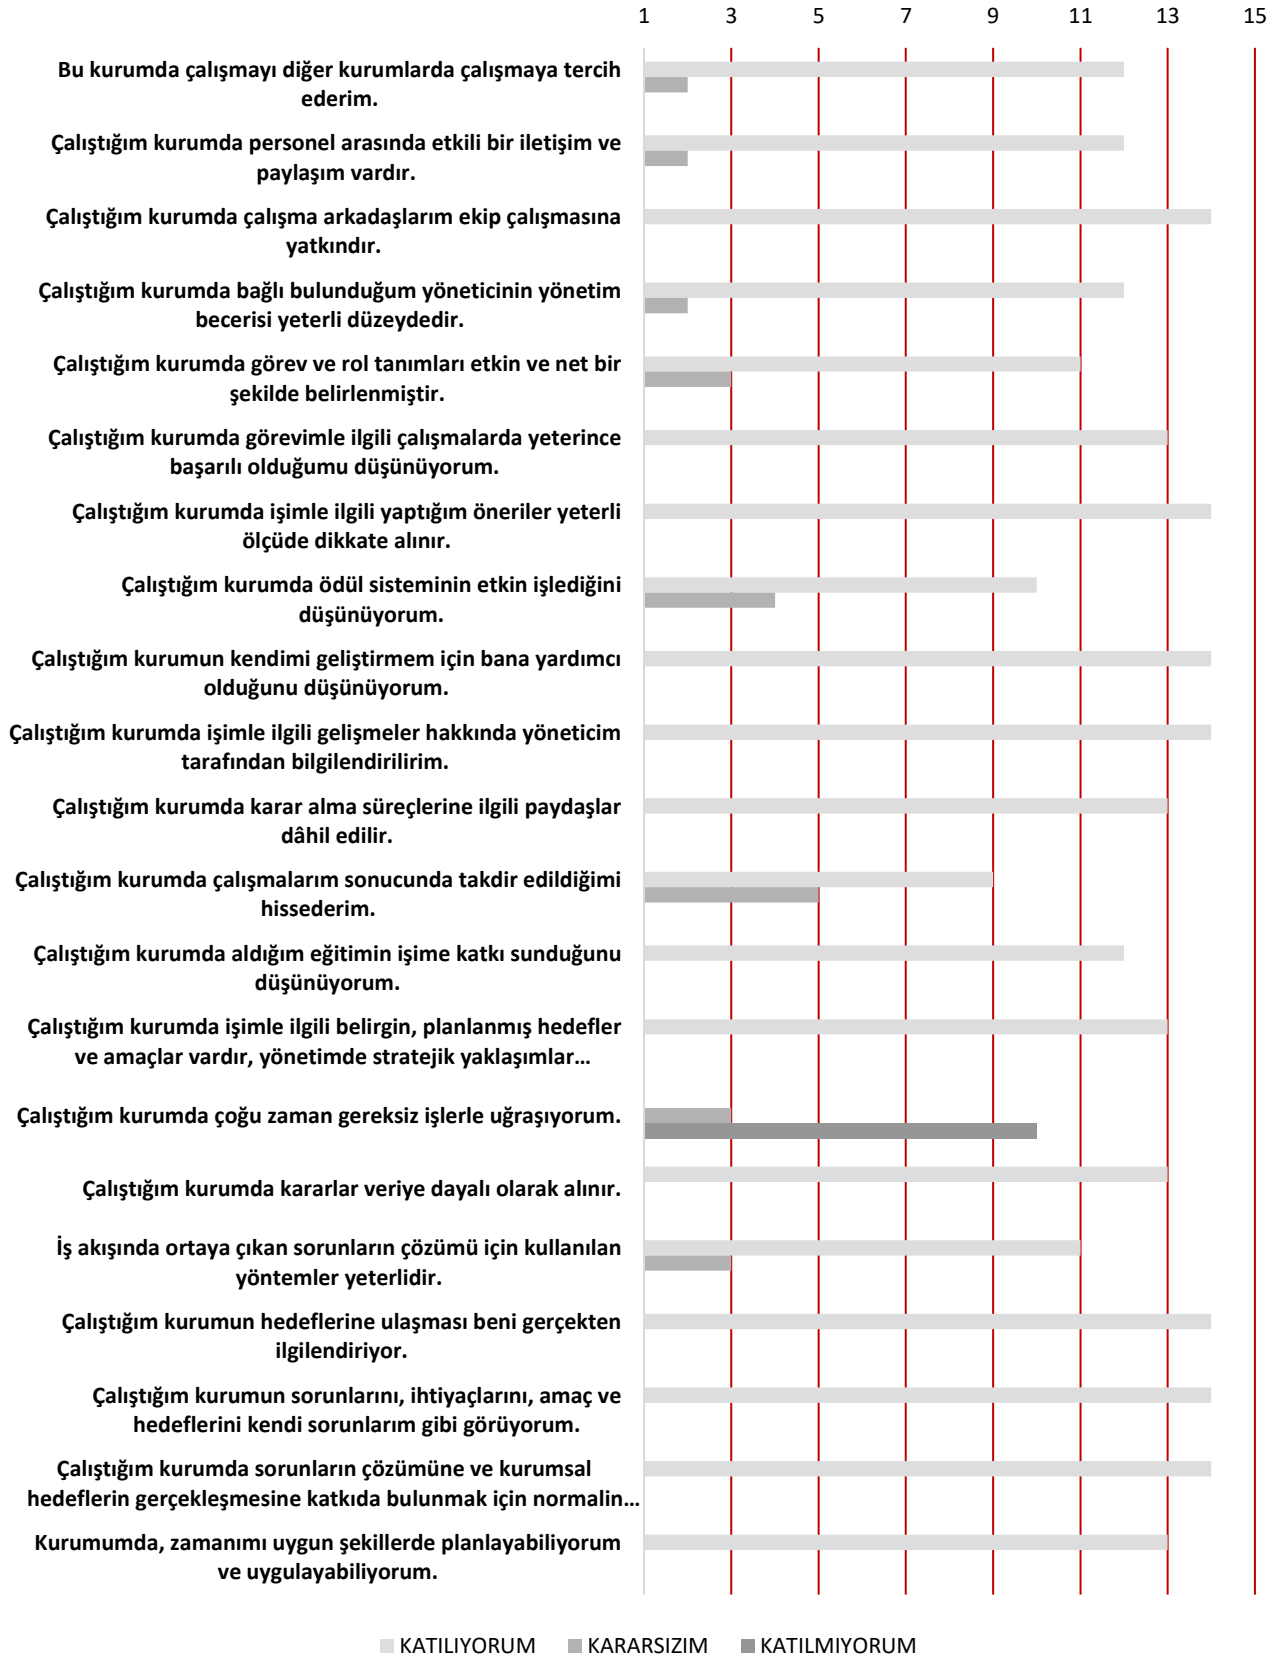 1 3 5 7 9 11 13 15
Bu kurumda çalışmayı diğer kurumlarda çalışmaya tercih
ederim.
Çalıştığım kurumda personel arasında etkili bir iletişim ve
paylaşım vardır.
Çalıştığım kurumda çalışma arkadaşlarım ekip çalışmasına
yatkındır.
Çalıştığım kurumda bağlı bulunduğum yöneticinin yönetim
becerisi yeterli düzeydedir.
Çalıştığım kurumda görev ve rol tanımları etkin ve net bir
şekilde belirlenmiştir.
Çalıştığım kurumda görevimle ilgili çalışmalarda yeterince
başarılı olduğumu düşünüyorum.
Çalıştığım kurumda işimle ilgili yaptığım öneriler yeterli
ölçüde dikkate alınır.
Çalıştığım kurumda ödül sisteminin etkin işlediğini
düşünüyorum.
Çalıştığım kurumun kendimi geliştirmem için bana yardımcı
olduğunu düşünüyorum.
Çalıştığım kurumda işimle ilgili gelişmeler hakkında yöneticim
tarafından bilgilendirilirim.
Çalıştığım kurumda karar alma süreçlerine ilgili paydaşlar
dâhil edilir.
Çalıştığım kurumda çalışmalarım sonucunda takdir edildiğimi
hissederim.
Çalıştığım kurumda aldığım eğitimin işime katkı sunduğunu
düşünüyorum.
Çalıştığım kurumda işimle ilgili belirgin, planlanmış hedefler
ve amaçlar vardır, yönetimde stratejik yaklaşımlar…
Çalıştığım kurumda çoğu zaman gereksiz işlerle uğraşıyorum.
Çalıştığım kurumda kararlar veriye dayalı olarak alınır.
İş akışında ortaya çıkan sorunların çözümü için kullanılan
yöntemler yeterlidir.
Çalıştığım kurumun hedeflerine ulaşması beni gerçekten
ilgilendiriyor.
Çalıştığım kurumun sorunlarını, ihtiyaçlarını, amaç ve
hedeflerini kendi sorunlarım gibi görüyorum.
Çalıştığım kurumda sorunların çözümüne ve kurumsal
hedeflerin gerçekleşmesine katkıda bulunmak için normalin…
Kurumumda, zamanımı uygun şekillerde planlayabiliyorum
ve uygulayabiliyorum.
KATILIYORUM KARARSIZIM KATILMIYORUM